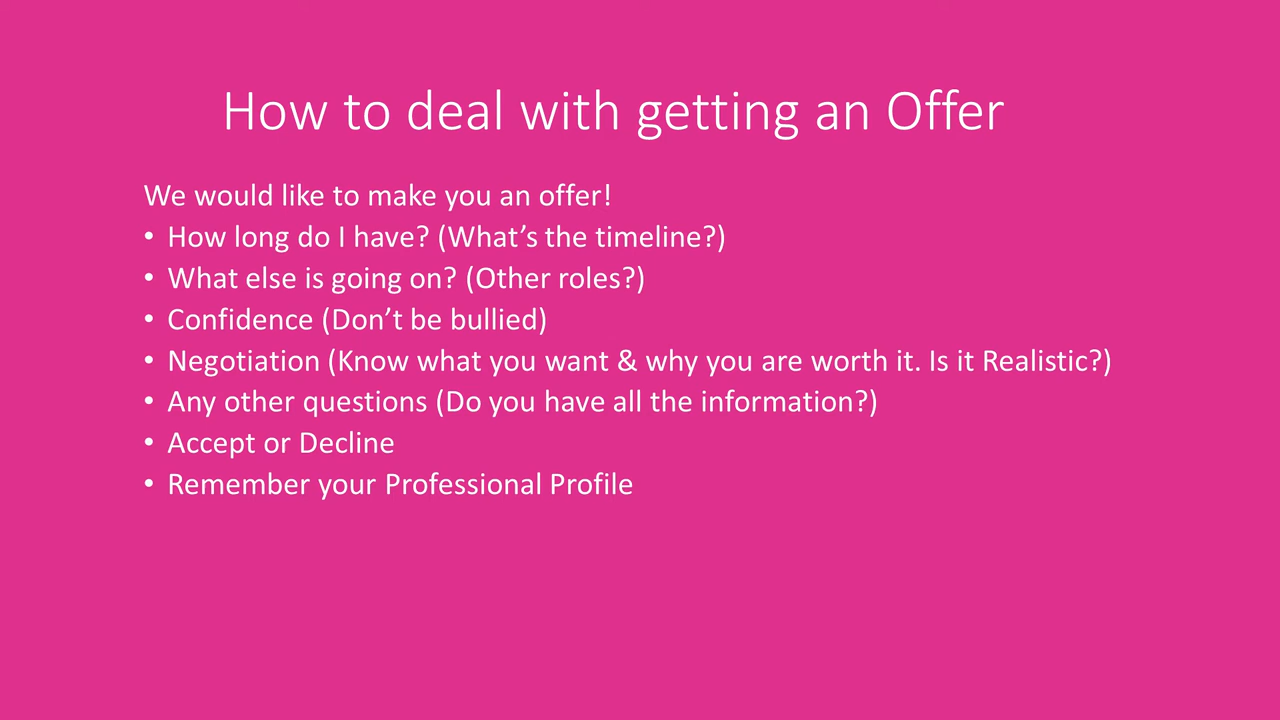 How to deal with getting an Offer
We would like to make you an offer!
• How long do I have? (What’s the timeline?)
• What else is going on? (Other roles?)
• Confidence (Don’t be bullied)
• Negotiation (Know what you want & why you are worth it. Is it Realistic?)
• Any other questions (Do you have all the information?)
• Accept or Decline
• Remember your Professional Profile